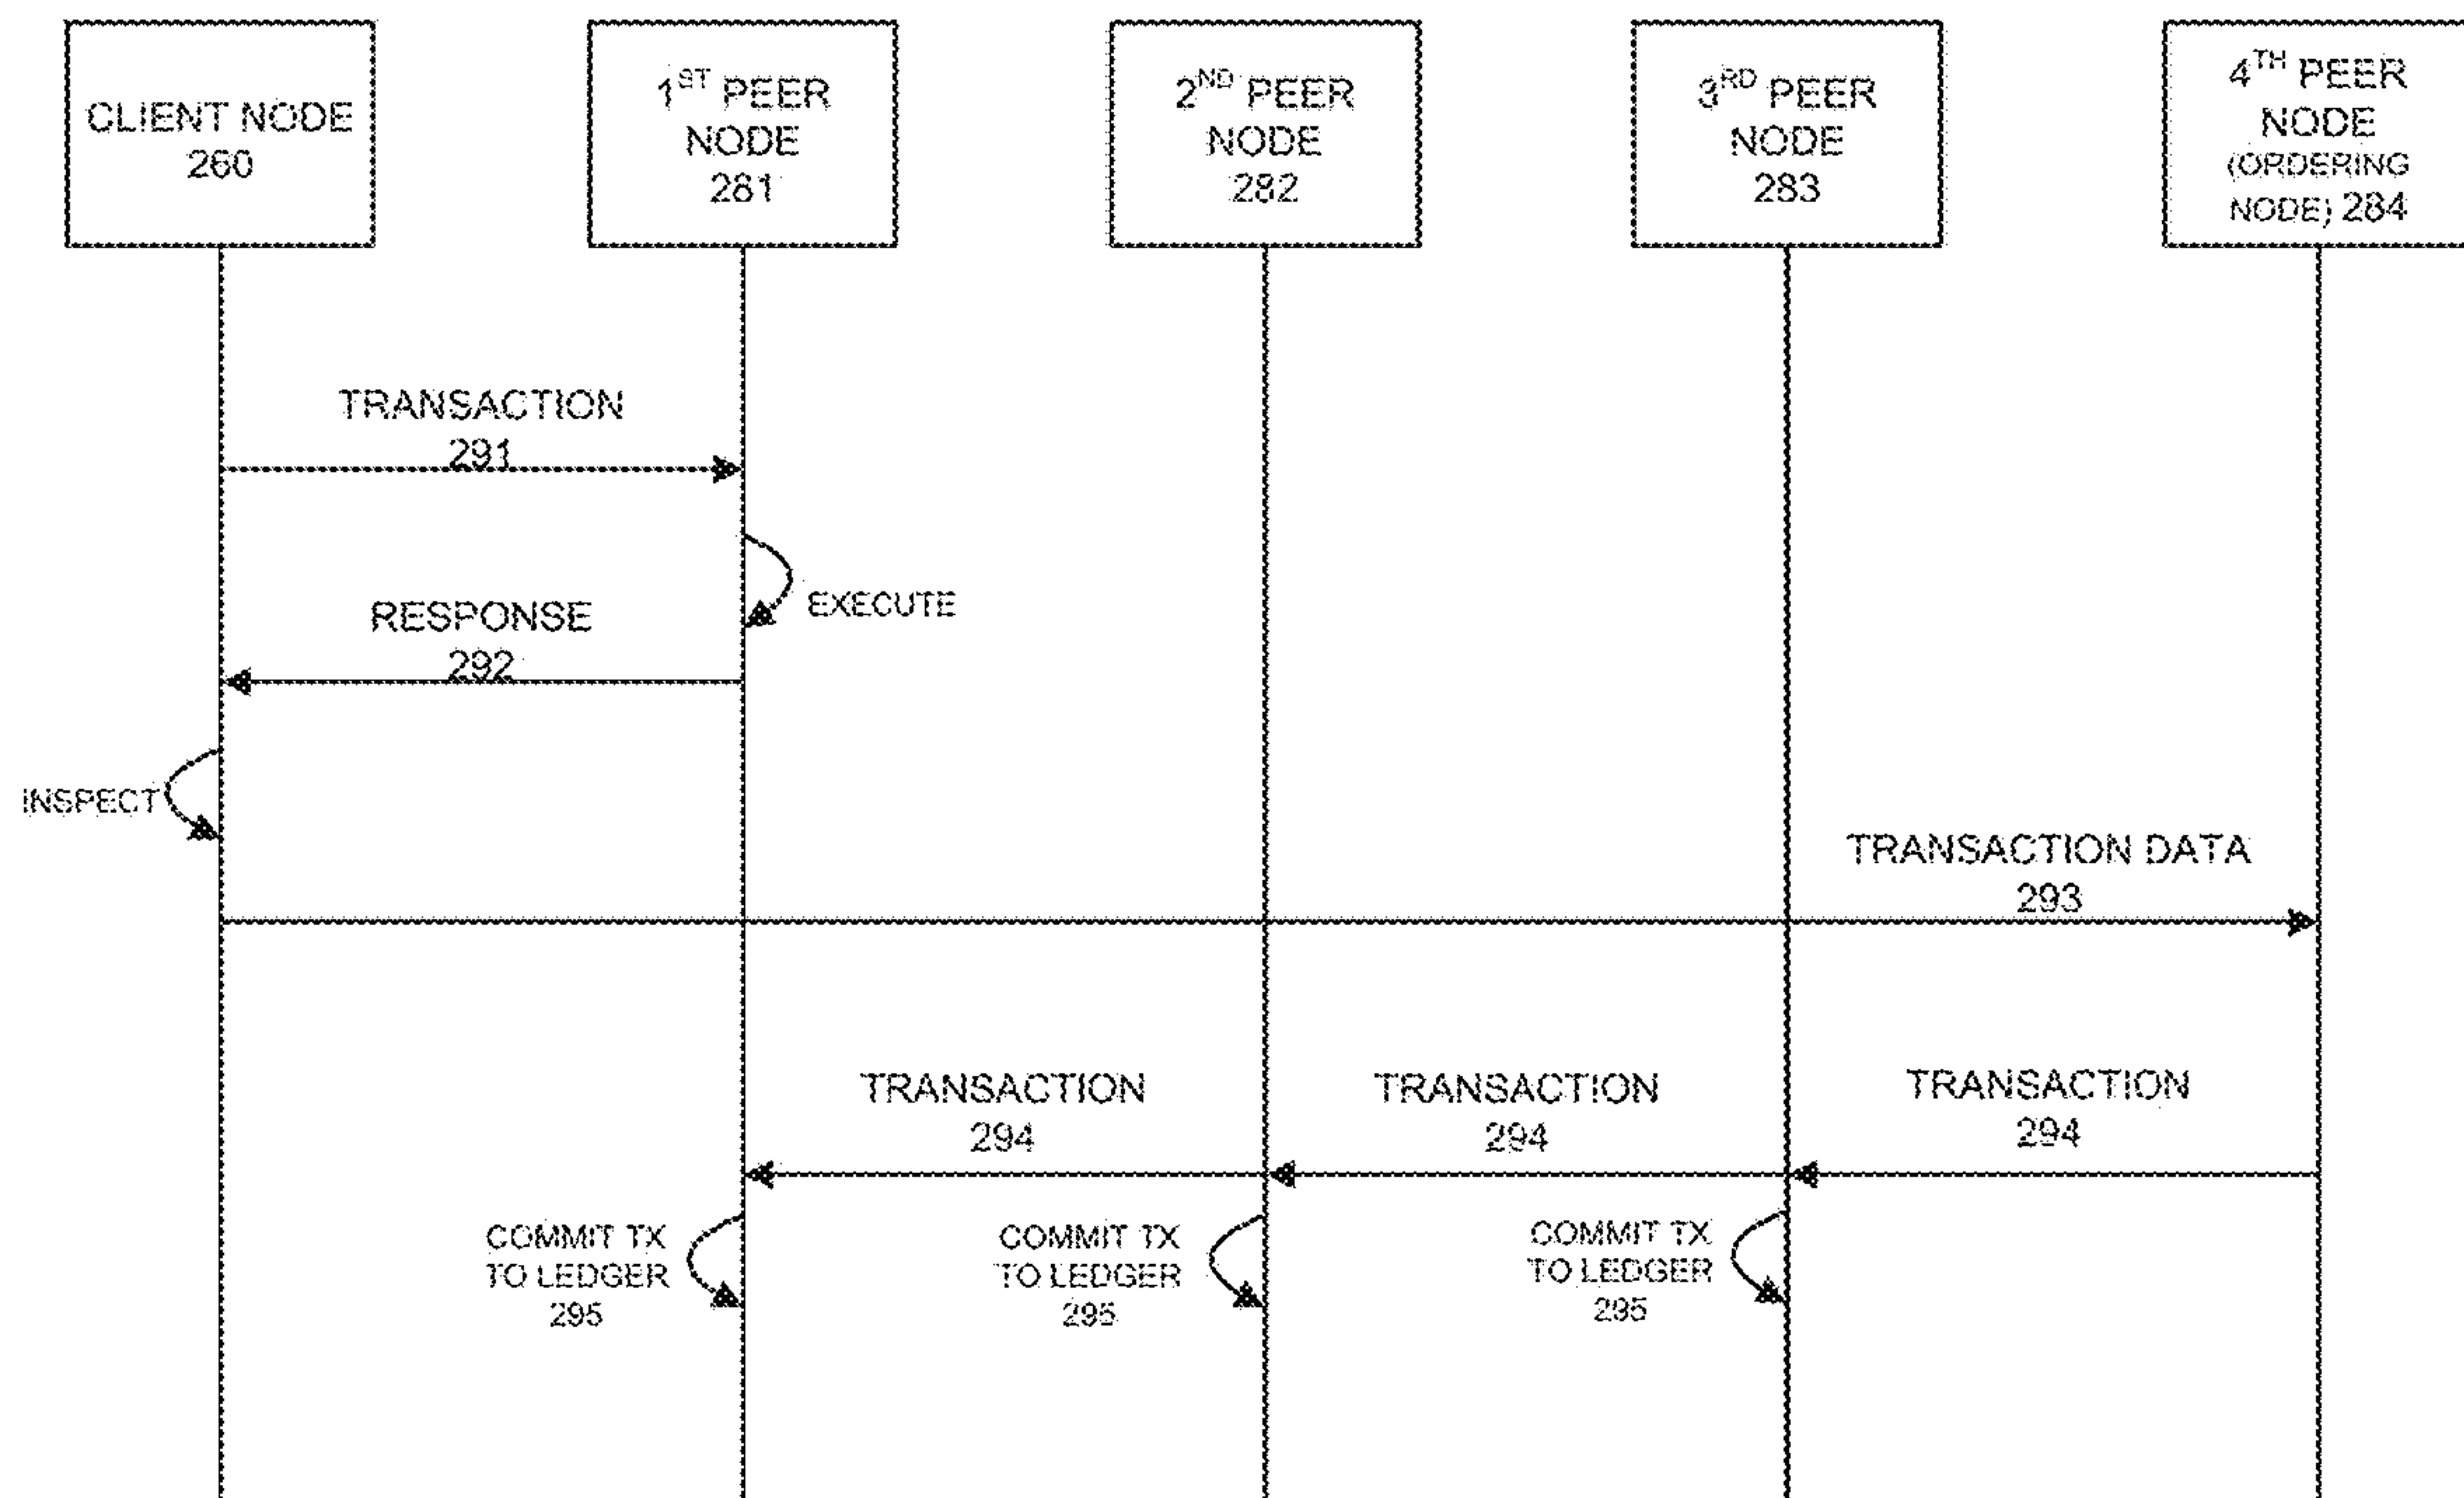 CLIENT NODE
260
1ST PEER
NODE
281
2ND PEER
NODE
282
3RD PEER
NODE
283
4TH PEER
NODE
(ORDERING
NODE) 284
TRANSACTION
291
EXECUTE
RESPONSE
292
INSPECT
TRANSACTION DATA
293
TRANSACTION
294
TRANSACTION
294
TRANSACTION
294
COMMIT TX
TO LEDGER
295
COMMIT TX
TO LEDGER
295
COMMIT TX
TO LEDGER
295